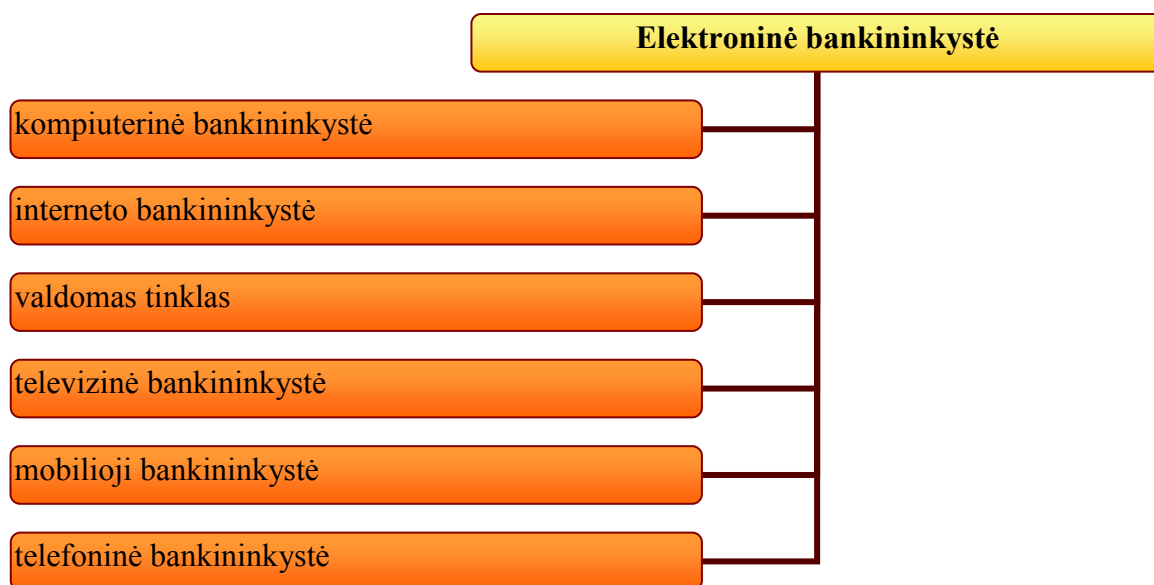 Elektroninė bankininkystė
kompiuterinė bankininkystė
interneto bankininkystė
valdomas tinklas
televizinė bankininkystė
mobilioji bankininkystė
telefoninė bankininkystė